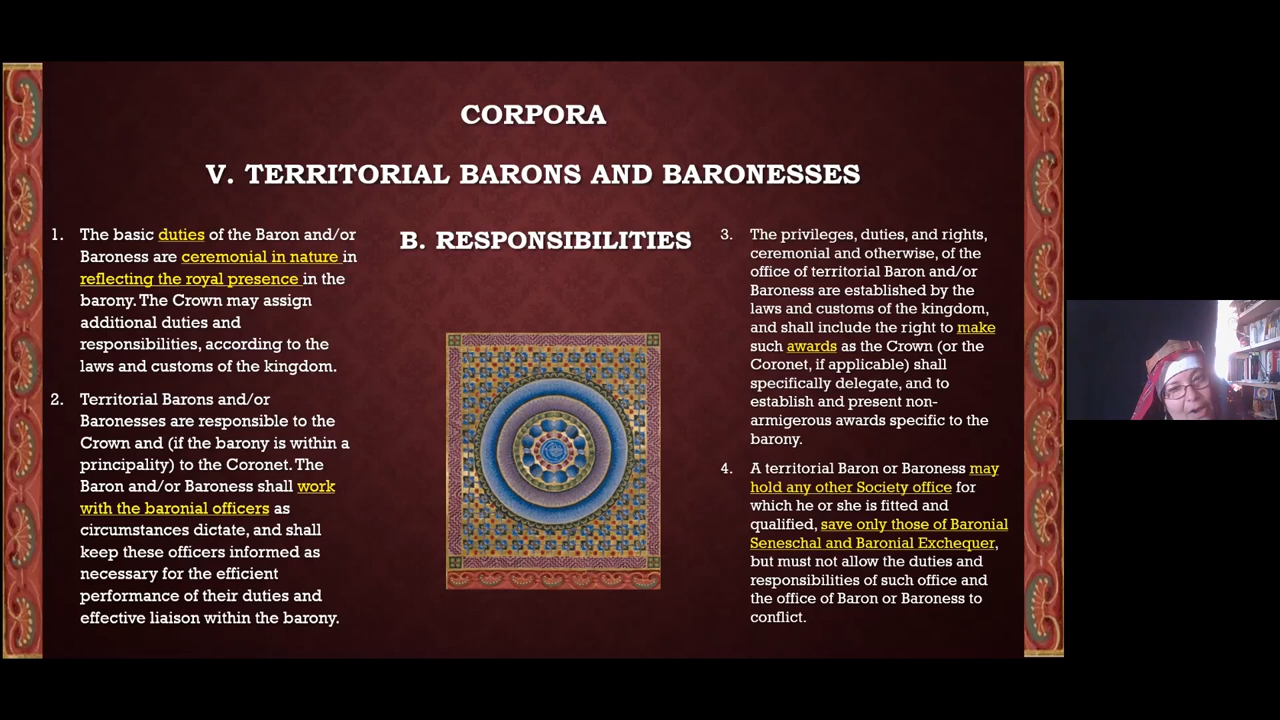 CORPORA
V. TERRITORIAL BARONS AND BARONESSES
1. The basic duties of the Baron and/or
Baroness are ceremonial in nature in
reflecting the royal presence in the
barony. The Crown may assign
additional duties and
responsibilities, according to the
laws and customs of the kingdom.
2. Territorial Barons and/or
Baronesses are responsible to the
Crown and (if the barony is within a
principality) to the Coronet. The
Baron and/or Baroness shall work
with the baronial officers as
circumstances dictate, and shall
keep these officers informed as
necessary for the efficient
performance of their duties and
effective liaison within the barony.
B. RESPONSIBILITIES
3. The privileges, duties, and rights,
ceremonial and otherwise, of the
office of territorial Baron and/or
Baroness are established by the
laws and customs of the kingdom,
and shall include the right to make
such awards as the Crown (or the
Coronet, if applicable) shall
specifically delegate, and to
establish and present non-
armigerous awards specific to the
barony.
4. A territorial Baron or Baroness may
hold any other Society office for
which he or she is fitted and
qualified, save only those of Baronial
Seneschal and Baronial Exchequer,
but must not allow the duties and
responsibilities of such office and
the office of Baron or Baroness to
conflict.